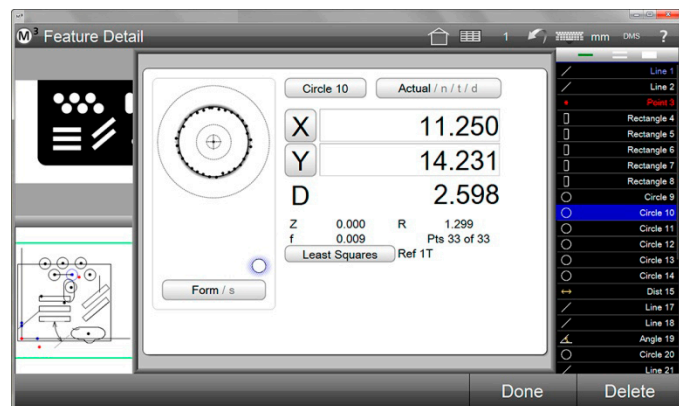 M³ Feature Detail
1
mm
DMS
?
Circle 10
Actual / n / t / d
X 11.250
Y 14.231
D 2.598
Z 0.000 R 1.299
f 0.009 Pts 33 of 33
Least Squares Ref 1T
Form / s
Line 1
Line 2
Point 3
Rectangle 4
Rectangle 5
Rectangle 6
Rectangle 7
Rectangle 8
Circle 9
Circle 10
Circle 11
Circle 12
Circle 13
Circle 14
Dist 15
Line 17
Line 18
Angle 19
Circle 20
Line 21
Done
Delete